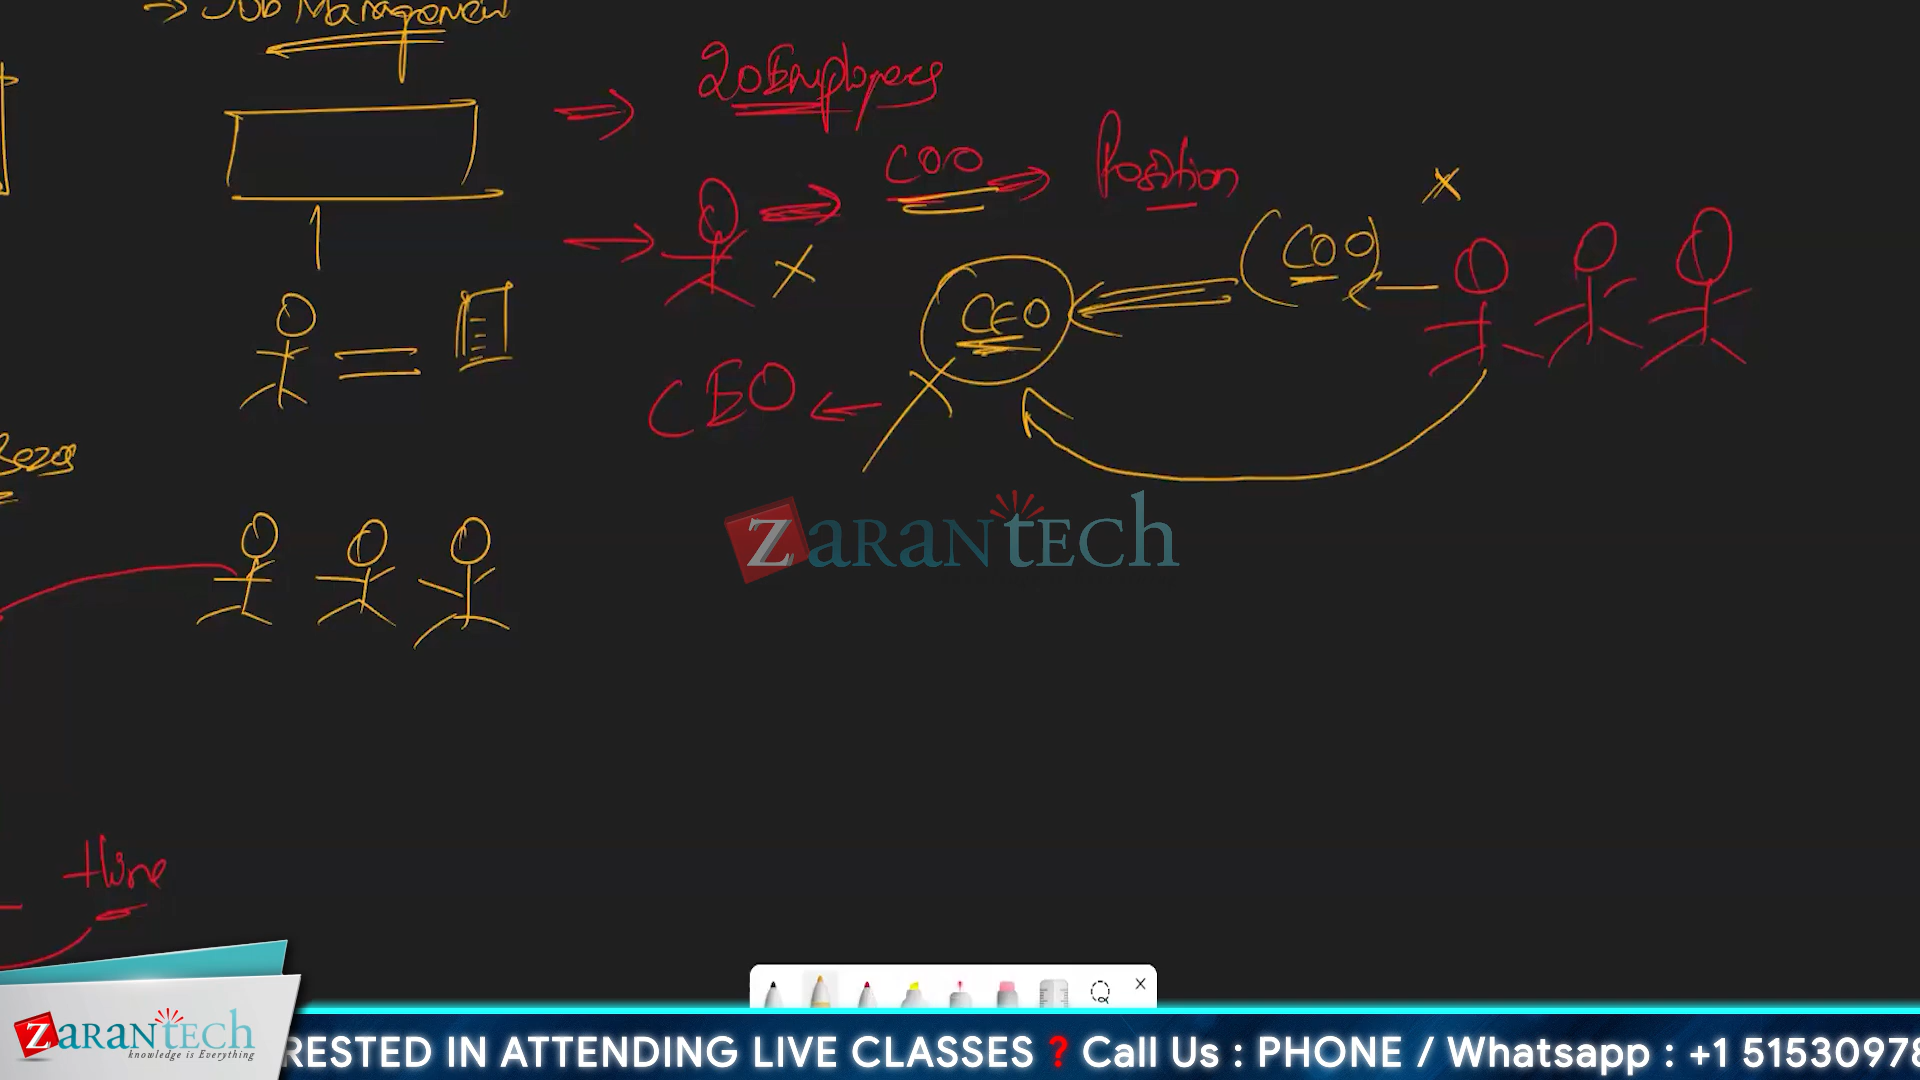 → Job Management
20 Employees
COO
Position
(COO)
CEO
CEO
Bezos
ZARANTECH
Hire
ZARANTECH
knowledge is Everything
RESTED IN ATTENDING LIVE CLASSES ❓ Call Us : PHONE / Whatsapp : +1 51530978